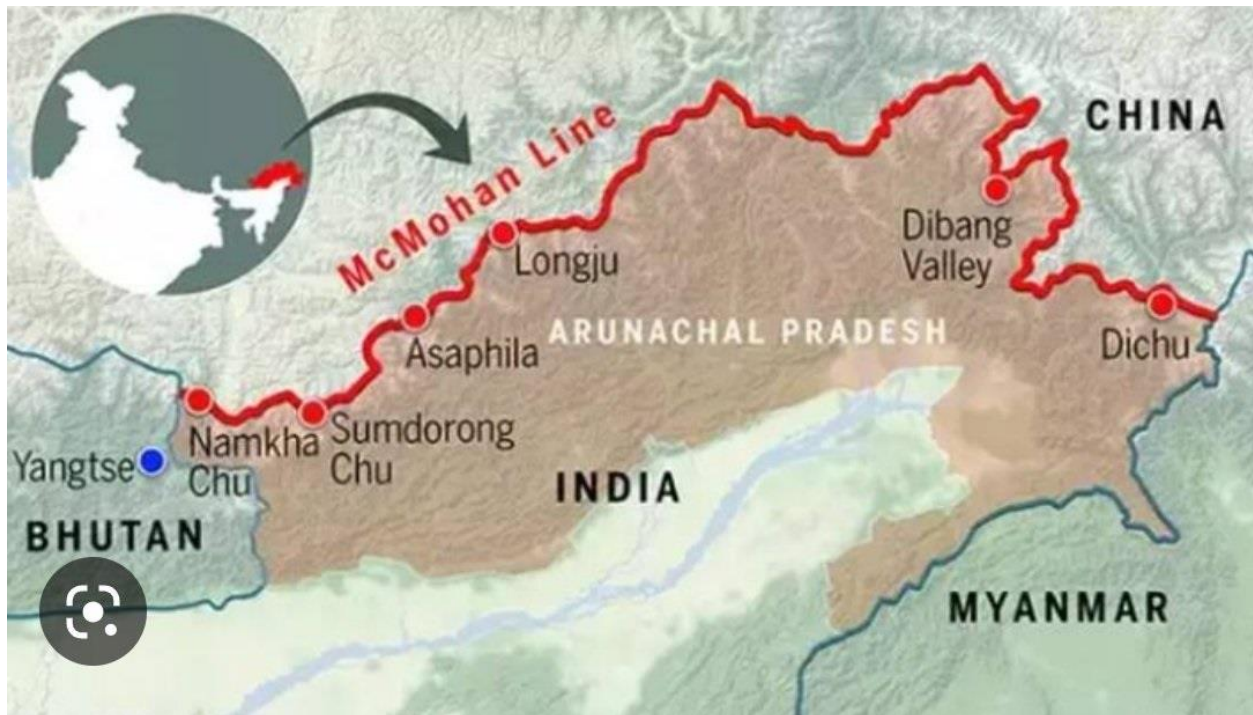 CHINA
McMohan Line
Longju
Dibang
Valley
Asaphila
ARUNACHAL PRADESH
Dichu
Namkha
Chu
Sumdorong
Chu
Yangtse
INDIA
BHUTAN
MYANMAR